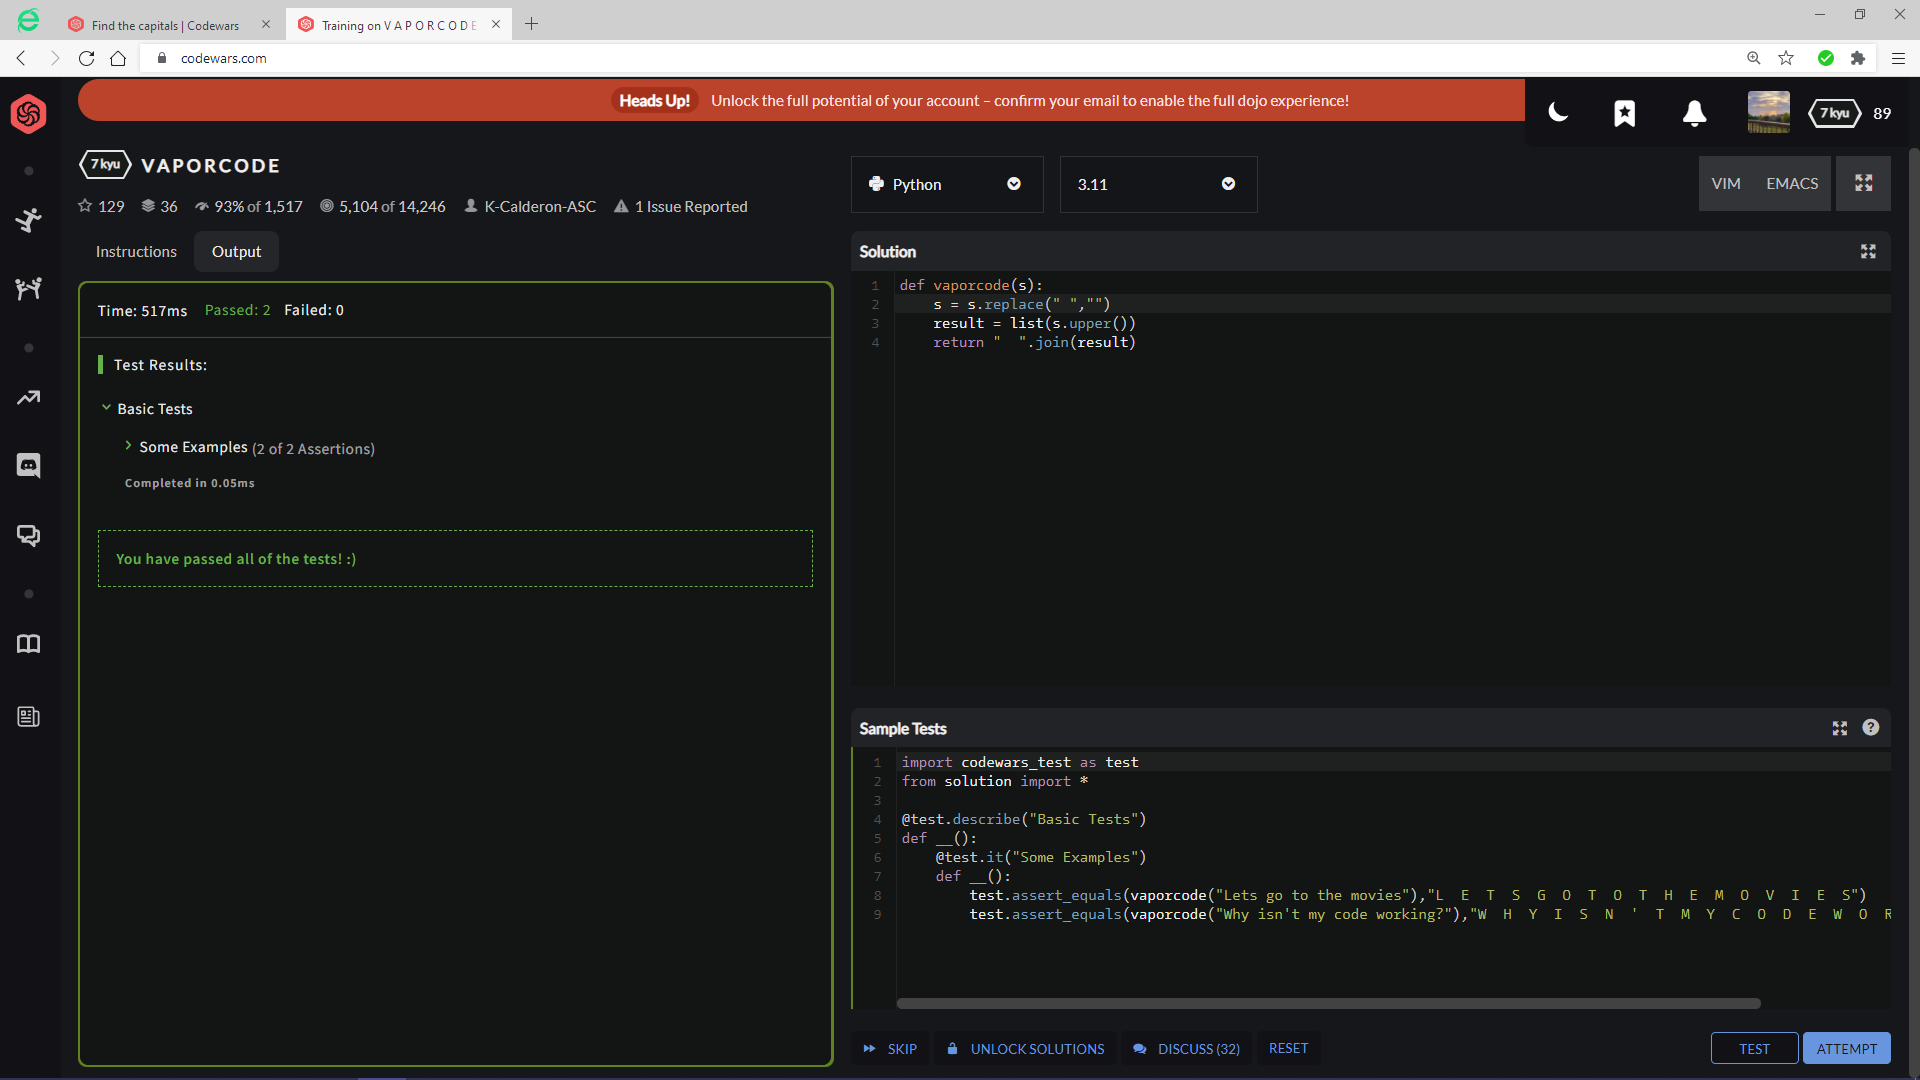 Find the capitals | Codewars
Training on V A P O R C O D E
codewars.com
Heads Up! Unlock the full potential of your account – confirm your email to enable the full dojo experience!
7 kyu 89
7 kyu VAPORCODE
129 36 93% of 1,517 5,104 of 14,246 K-Calderon-ASC 1 Issue Reported
Python
3.11
VIM EMACS
Instructions Output
Time: 517ms Passed: 2 Failed: 0
Test Results:
Basic Tests
Some Examples (2 of 2 Assertions)
Completed in 0.05ms
You have passed all of the tests! :)
Solution
1 def vaporcode(s):
2     s = s.replace(" ","")
3     result = list(s.upper())
4     return "  ".join(result)
Sample Tests
1 import codewars_test as test
2 from solution import *
3
4 @test.describe("Basic Tests")
5 def __():
6     @test.it("Some Examples")
7     def __():
8         test.assert_equals(vaporcode("Lets go to the movies"),"L  E  T  S  G  O  T  O  T  H  E  M  O  V  I  E  S")
9         test.assert_equals(vaporcode("Why isn't my code working?"),"W  H  Y  I  S  N  '  T  M  Y  C  O  D  E  W  O  R
SKIP UNLOCK SOLUTIONS DISCUSS (32) RESET
TEST ATTEMPT